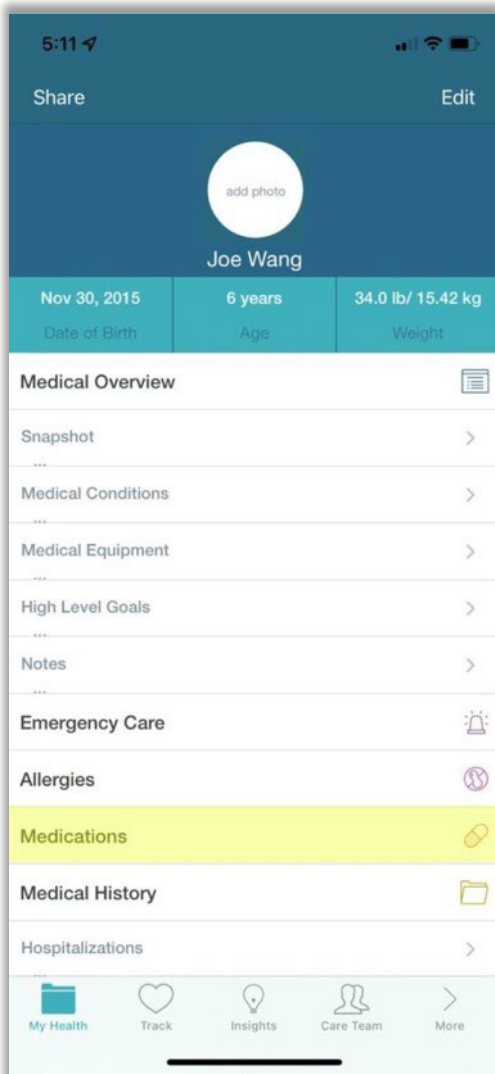 5:11
Share Edit
add photo
Joe Wang
Nov 30, 2015 6 years 34.0 lb/ 15.42 kg
Date of Birth Age Weight
Medical Overview
Snapshot
...
Medical Conditions
...
Medical Equipment
...
High Level Goals
...
Notes
...
Emergency Care
Allergies
Medications
Medical History
Hospitalizations
...
My Health Track Insights Care Team More